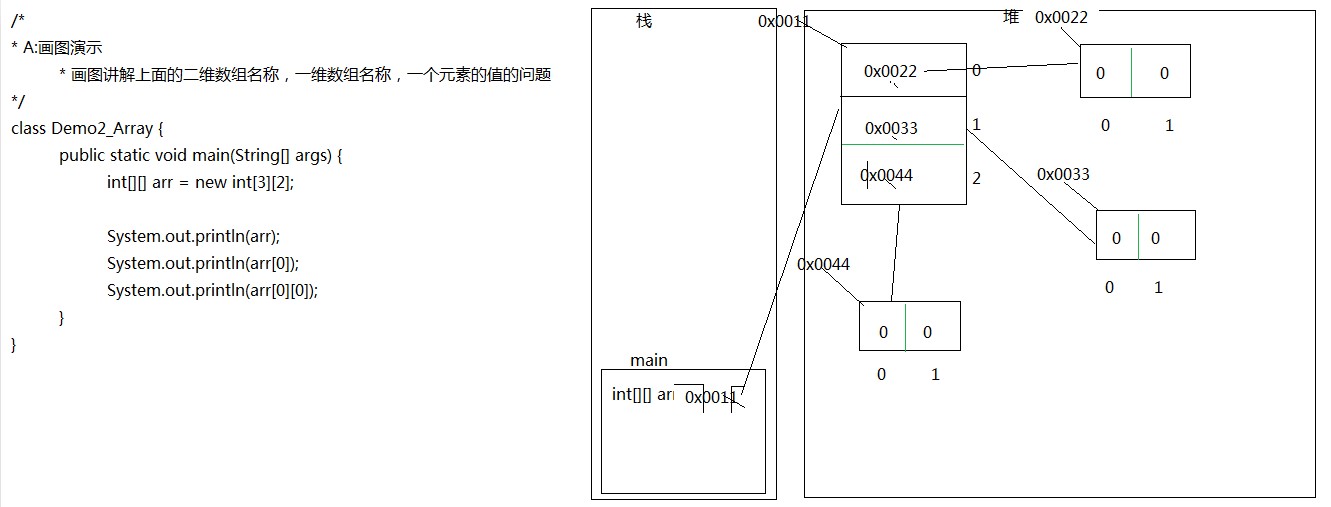 /*
* A:画图演示
* 画图讲解上面的二维数组名称，一维数组名称，一个元素的值的问题
*/
class Demo2_Array {
public static void main(String[] args) {
int[][] arr = new int[3][2];
System.out.println(arr);
System.out.println(arr[0]);
System.out.println(arr[0][0]);
}
}
栈
main
int[][] arr 0x0011
0x0011
堆 0x0022
0x0022 0
0x0033 1
0x0044 2
0 0
0 1
0x0033
0 0
0 1
0x0044
0 0
0 1